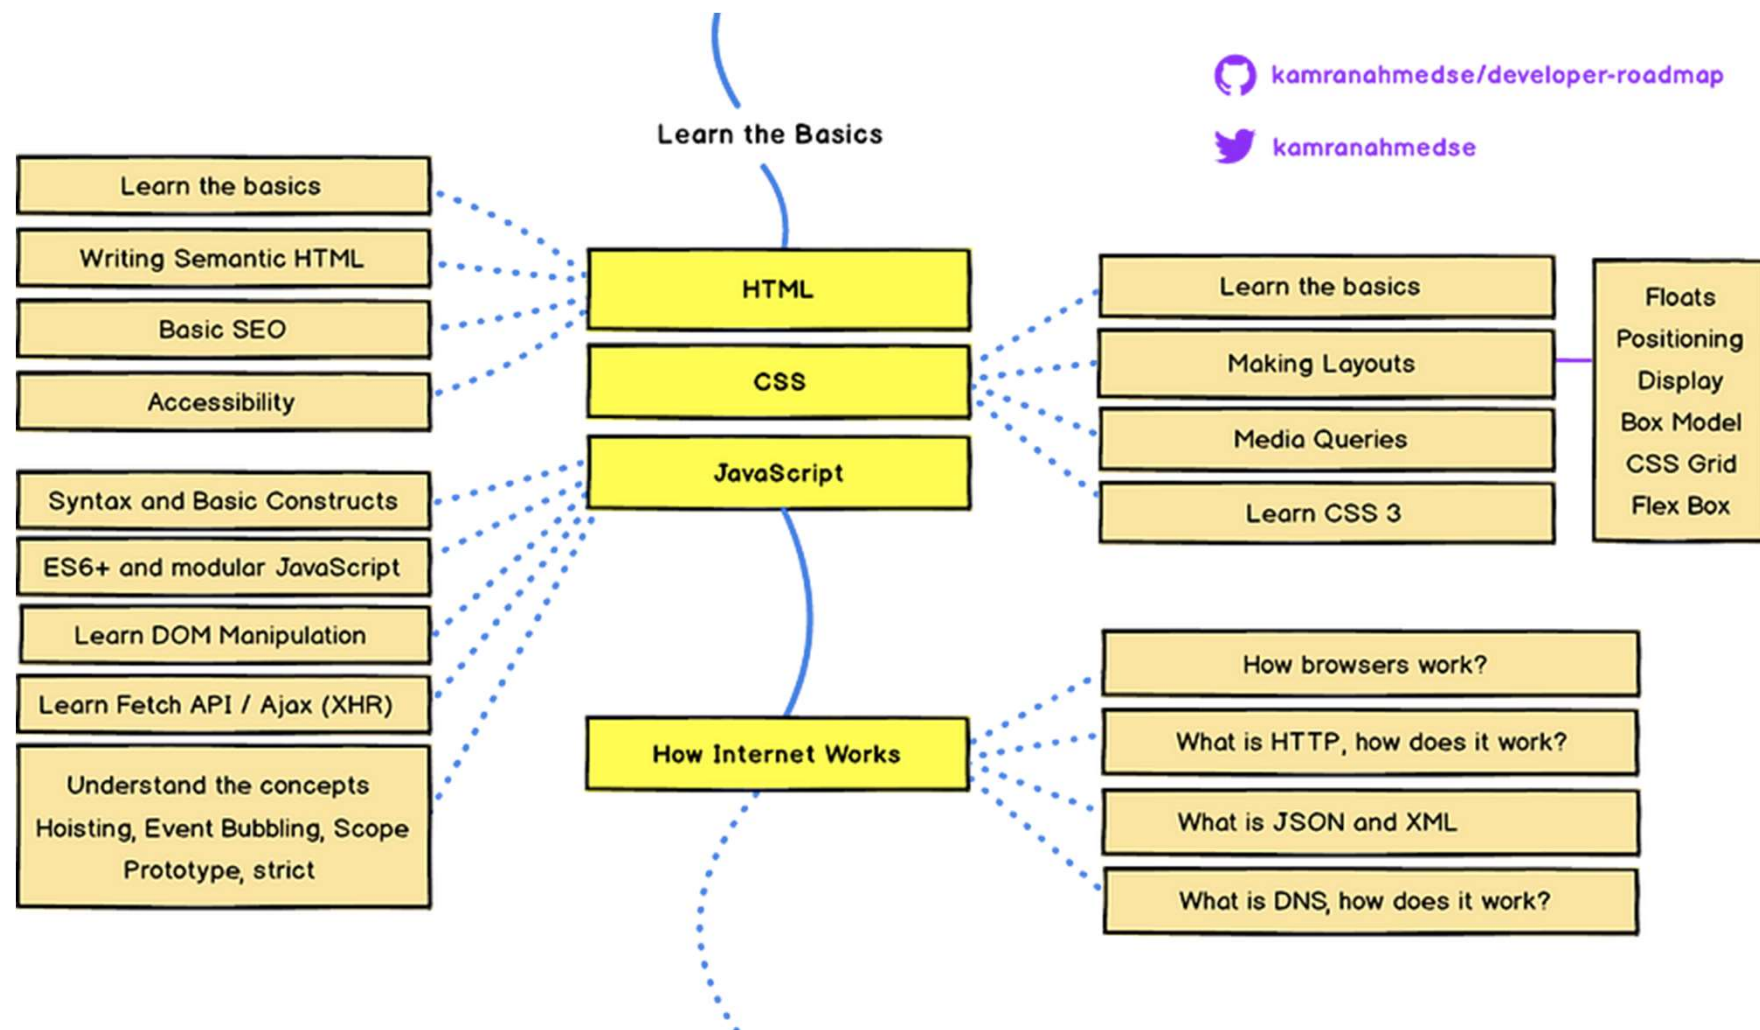 kamranahmedse/developer-roadmap
kamranahmedse
Learn the Basics
Learn the basics
Writing Semantic HTML
Basic SEO
Accessibility
HTML
CSS
JavaScript
Learn the basics
Making Layouts
Media Queries
Learn CSS 3
Floats
Positioning
Display
Box Model
CSS Grid
Flex Box
Syntax and Basic Constructs
ES6+ and modular JavaScript
Learn DOM Manipulation
Learn Fetch API / Ajax (XHR)
Understand the concepts
Hoisting, Event Bubbling, Scope
Prototype, strict
How Internet Works
How browsers work?
What is HTTP, how does it work?
What is JSON and XML
What is DNS, how does it work?